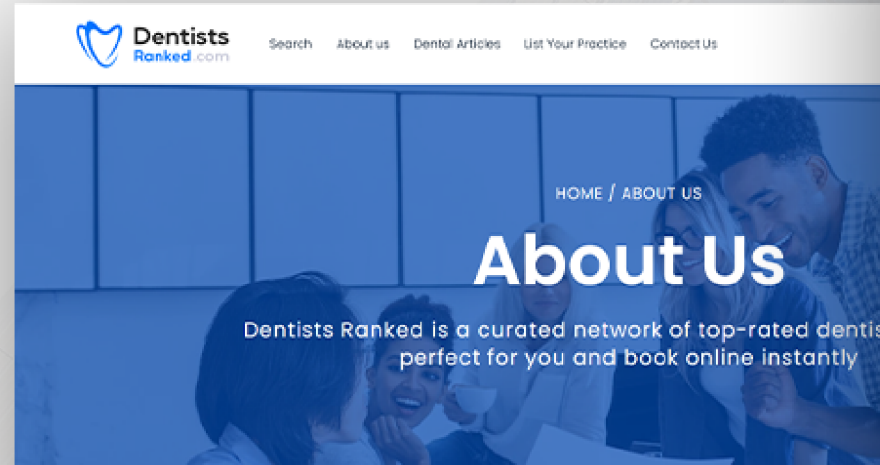 Dentists
Ranked.com
Search About us Dental Articles List Your Practice Contact Us
HOME / ABOUT US
About Us
Dentists Ranked is a curated network of top-rated
perfect for you and book online instantly